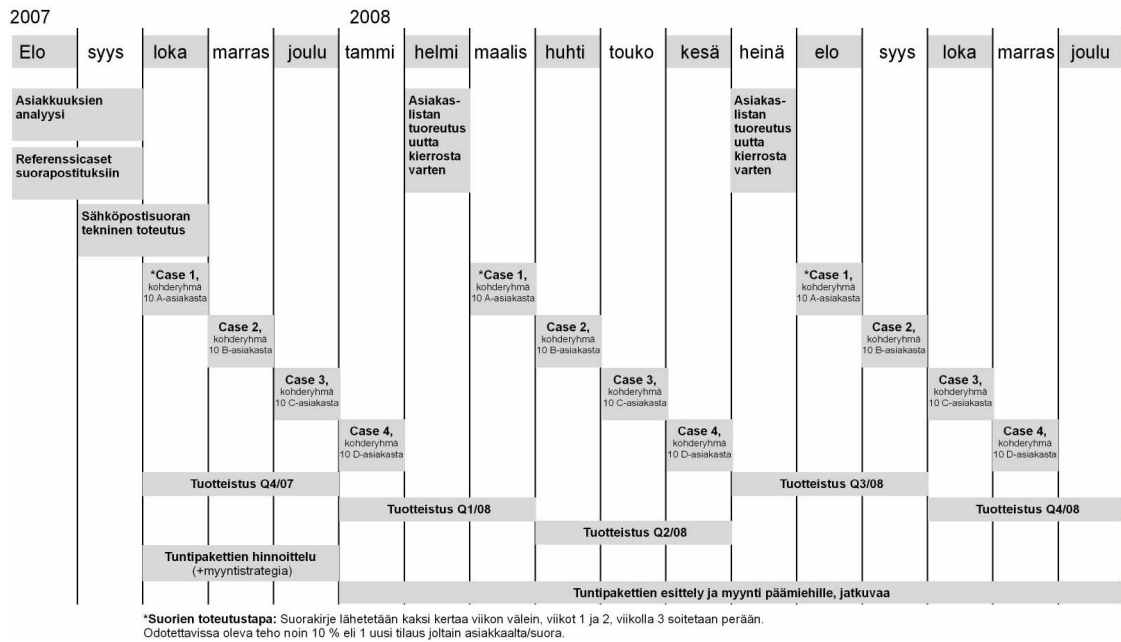 2007 2008
Elo syys loka marras joulu tammi helmi maalis huhti touko kesä heinä elo syys loka marras joulu
Asiakkuuksien
analyysi
Asiakas-
listan
tuoreutus
uutta
kierrosta
varten
Asiakas-
listan
tuoreutus
uutta
kierrosta
varten
Referenssicaset
suorapostituksiin
Sähköpostisuoran
tekninen toteutus
*Case 1,
kohderyhmä
10 A-asiakasta
*Case 1,
kohderyhmä
10 A-asiakasta
*Case 1,
kohderyhmä
10 A-asiakasta
Case 2,
kohderyhmä
10 B-asiakasta
Case 2,
kohderyhmä
10 B-asiakasta
Case 2,
kohderyhmä
10 B-asiakasta
Case 3,
kohderyhmä
10 C-asiakasta
Case 3,
kohderyhmä
10 C-asiakasta
Case 3,
kohderyhmä
10 C-asiakasta
Case 4,
kohderyhmä
10 D-asiakasta
Case 4,
kohderyhmä
10 D-asiakasta
Case 4,
kohderyhmä
10 D-asiakasta
Tuotteistus Q4/07
Tuotteistus Q3/08
Tuotteistus Q1/08
Tuotteistus Q4/08
Tuotteistus Q2/08
Tuntipakettien hinnoittelu
(+myyntistrategia)
Tuntipakettien esittely ja myynti päämiehille, jatkuvaa
*Suorien toteutustapa: Suorakirje lähetetään kaksi kertaa viikon välein, viikot 1 ja 2, viikolla 3 soitetaan perään.
Odotettavissa oleva teho noin 10 % eli 1 uusi tilaus joltain asiakkaalta/suora.